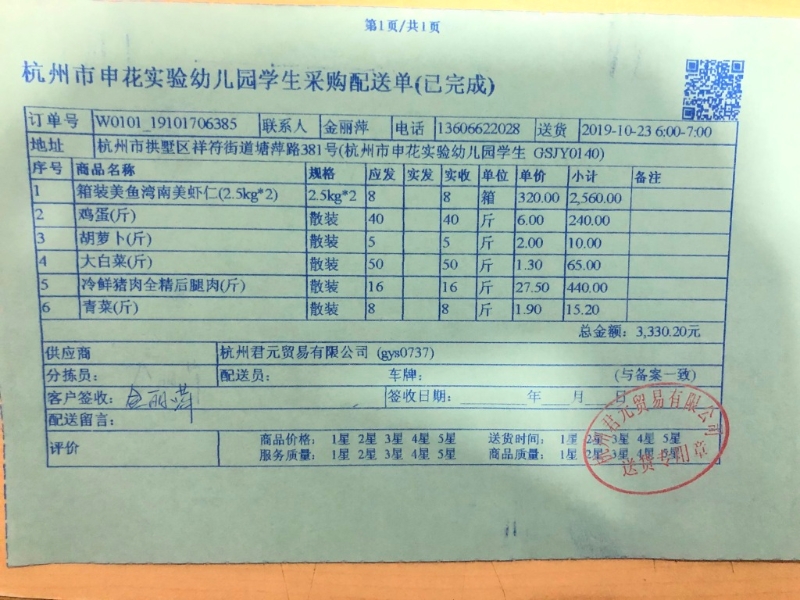 第1页/共1页
杭州市申花实验幼儿园学生采购配送单(已完成)
订单号 W0101_19101706385 联系人 金丽萍 电话 13606622028 送货 2019-10-23 6:00-7:00
地址 杭州市拱墅区祥符街道塘萍路381号(杭州市申花实验幼儿园学生 GSJY0140)
序号 商品名称 规格 应发 实发 实收 单位 单价 小计 备注
1 箱装美鱼湾南美虾仁(2.5kg*2) 2.5kg*2 8 8 箱 320.00 2,560.00
2 鸡蛋(斤) 散装 40 40 斤 6.00 240.00
3 胡萝卜(斤) 散装 5 5 斤 2.00 10.00
4 大白菜(斤) 散装 50 50 斤 1.30 65.00
5 冷鲜猪肉全精后腿肉(斤) 散装 16 16 斤 27.50 440.00
6 青菜(斤) 散装 8 8 斤 1.90 15.20
总金额: 3,330.20元
供应商 杭州君元贸易有限公司 (gys0737)
分拣员: 配送员: 车牌: (与备案一致)
客户签收: 金丽萍 签收日期: 年 月 日
配送留言:
评价 商品价格: 1星 2星 3星 4星 5星 送货时间: 1星 2星 3星 4星 5星
服务质量: 1星 2星 3星 4星 5星 商品质量: 1星 2星 3星 4星 5星
杭州君元贸易有限公司
送货专用章